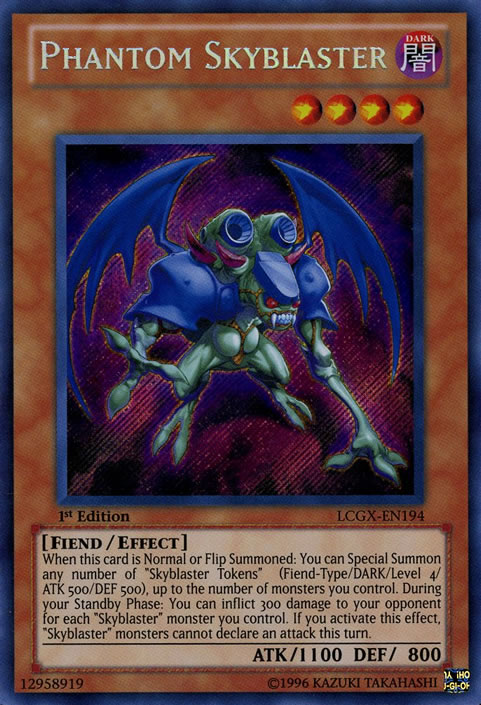 PHANTOM SKYBLASTER
DARK
闇
1st Edition
LCGX-EN194
[FIEND / EFFECT]
When this card is Normal or Flip Summoned: You can Special Summon
any number of "Skyblaster Tokens" (Fiend-Type/DARK/Level 4/
ATK 500/DEF 500), up to the number of monsters you control. During
your Standby Phase: You can inflict 300 damage to your opponent
for each "Skyblaster" monster you control. If you activate this effect,
"Skyblaster" monsters cannot declare an attack this turn.
ATK/1100 DEF/ 800
12958919
©1996 KAZUKI TAKAHASHI